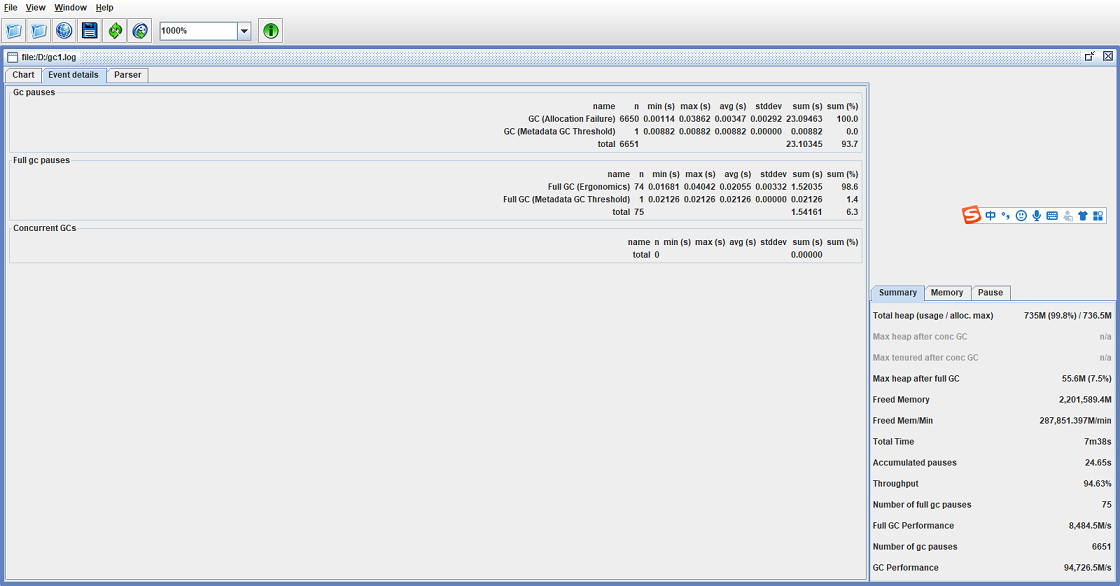 File View Window Help
1000%
file:/D:/gc1.log
Chart Event details Parser
Gc pauses
name n min (s) max (s) avg (s) stddev sum (s) sum (%)
GC (Allocation Failure) 6650 0.00114 0.03862 0.00347 0.00292 23.09463 100.0
GC (Metadata GC Threshold) 1 0.00882 0.00882 0.00882 0.00000 0.00882 0.0
total 6651 23.10345 93.7
Full gc pauses
name n min (s) max (s) avg (s) stddev sum (s) sum (%)
Full GC (Ergonomics) 74 0.01681 0.04042 0.02055 0.00332 1.52035 98.6
Full GC (Metadata GC Threshold) 1 0.02126 0.02126 0.02126 0.00000 0.02126 1.4
total 75 1.54161 6.3
Concurrent GCs
name n min (s) max (s) avg (s) stddev sum (s) sum (%)
total 0 0.00000
S 中 °,
Summary Memory Pause
Total heap (usage / alloc. max) 735M (99.8%) / 736.5M
Max heap after conc GC n/a
Max tenured after conc GC n/a
Max heap after full GC 55.6M (7.5%)
Freed Memory 2,201,589.4M
Freed Mem/Min 287,851.397M/min
Total Time 7m38s
Accumulated pauses 24.65s
Throughput 94.63%
Number of full gc pauses 75
Full GC Performance 8,484.5M/s
Number of gc pauses 6651
GC Performance 94,726.5M/s